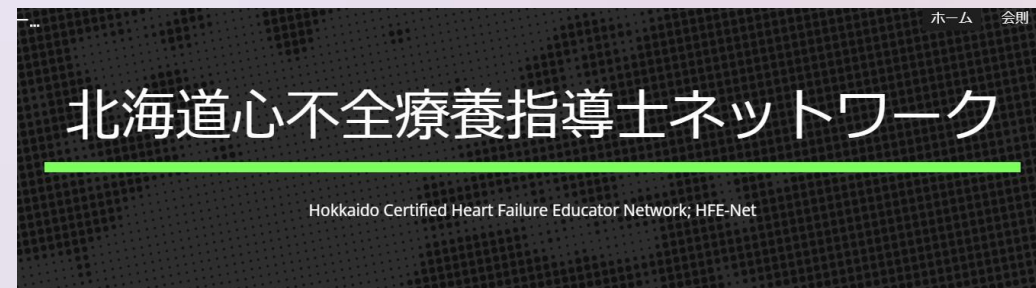 ー...
ホーム 会則
北海道心不全療養指導士ネットワーク
Hokkaido Certified Heart Failure Educator Network; HFE-Net